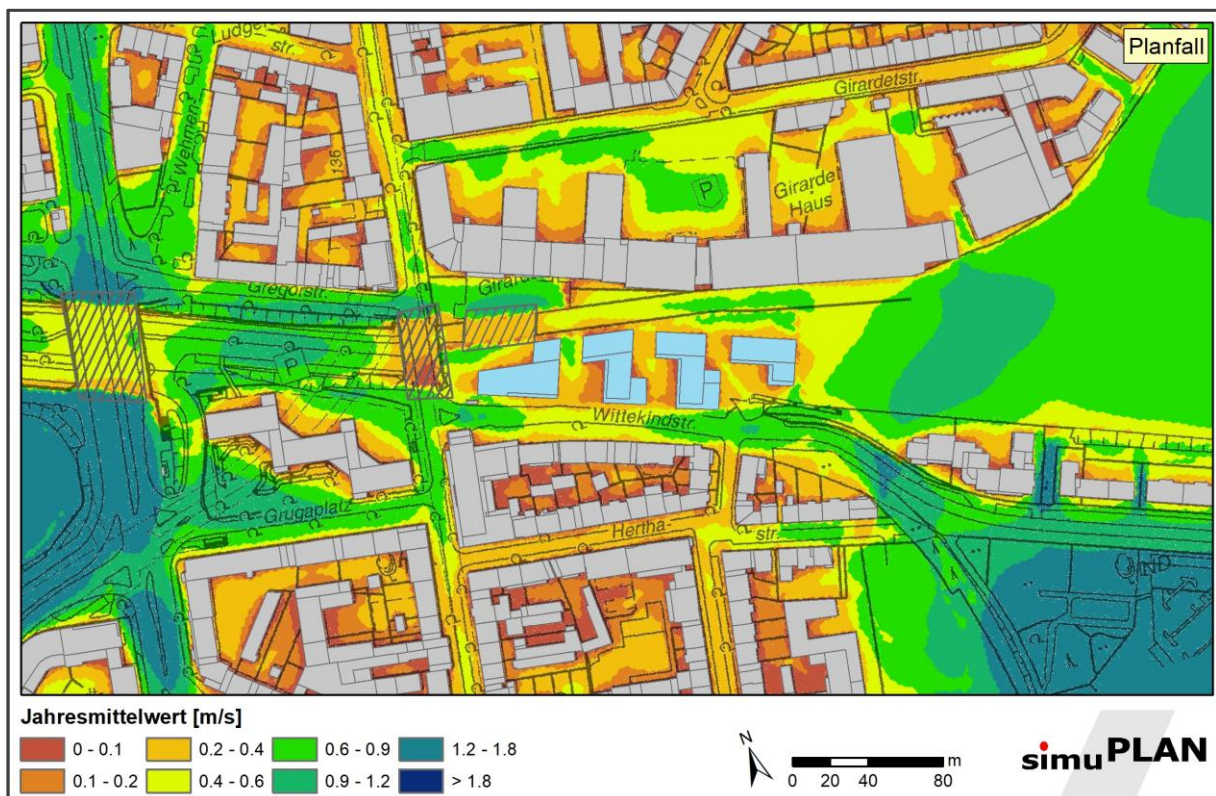 Planfall
Ludger-
str.
Wehmen-
136
Girardetstr.
P
Girardet
Haus
Gregorstr.
Girard
P
Wittekindstr.
Grugaplatz
Hertha-
str.
GIND
Jahresmittelwert [m/s]
0 - 0.1
0.2 - 0.4
0.6 - 0.9
1.2 - 1.8
0.1 - 0.2
0.4 - 0.6
0.9 - 1.2
> 1.8
N
m
0 20 40 80
simuPLAN